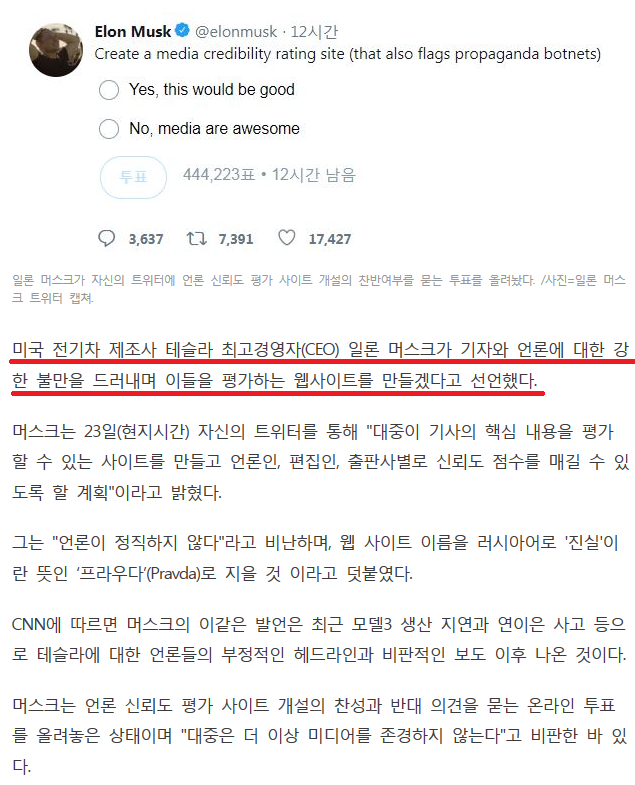 Elon Musk @elonmusk · 12시간
Create a media credibility rating site (that also flags propaganda botnets)
Yes, this would be good
No, media are awesome
투표 444,223표 • 12시간 남음
3,637 7,391 17,427
일론 머스크가 자신의 트위터에 언론 신뢰도 평가 사이트 개설의 찬반여부를 묻는 투표를 올려놨다. /사진=일론 머스
크 트위터 캡쳐.
미국 전기차 제조사 테슬라 최고경영자(CEO) 일론 머스크가 기자와 언론에 대한 강
한 불만을 드러내며 이들을 평가하는 웹사이트를 만들겠다고 선언했다.
머스크는 23일(현지시간) 자신의 트위터를 통해 "대중이 기사의 핵심 내용을 평가
할 수 있는 사이트를 만들고 언론인, 편집인, 출판사별로 신뢰도 점수를 매길 수 있
도록 할 계획"이라고 밝혔다.
그는 "언론이 정직하지 않다"라고 비난하며, 웹 사이트 이름을 러시아어로 '진실'이
란 뜻인 ‘프라우다’(Pravda)로 지을 것 이라고 덧붙였다.
CNN에 따르면 머스크의 이같은 발언은 최근 모델3 생산 지연과 연이은 사고 등으
로 테슬라에 대한 언론들의 부정적인 헤드라인과 비판적인 보도 이후 나온 것이다.
머스크는 언론 신뢰도 평가 사이트 개설의 찬성과 반대 의견을 묻는 온라인 투표
를 올려놓은 상태이며 "대중은 더 이상 미디어를 존경하지 않는다"고 비판한 바 있
다.